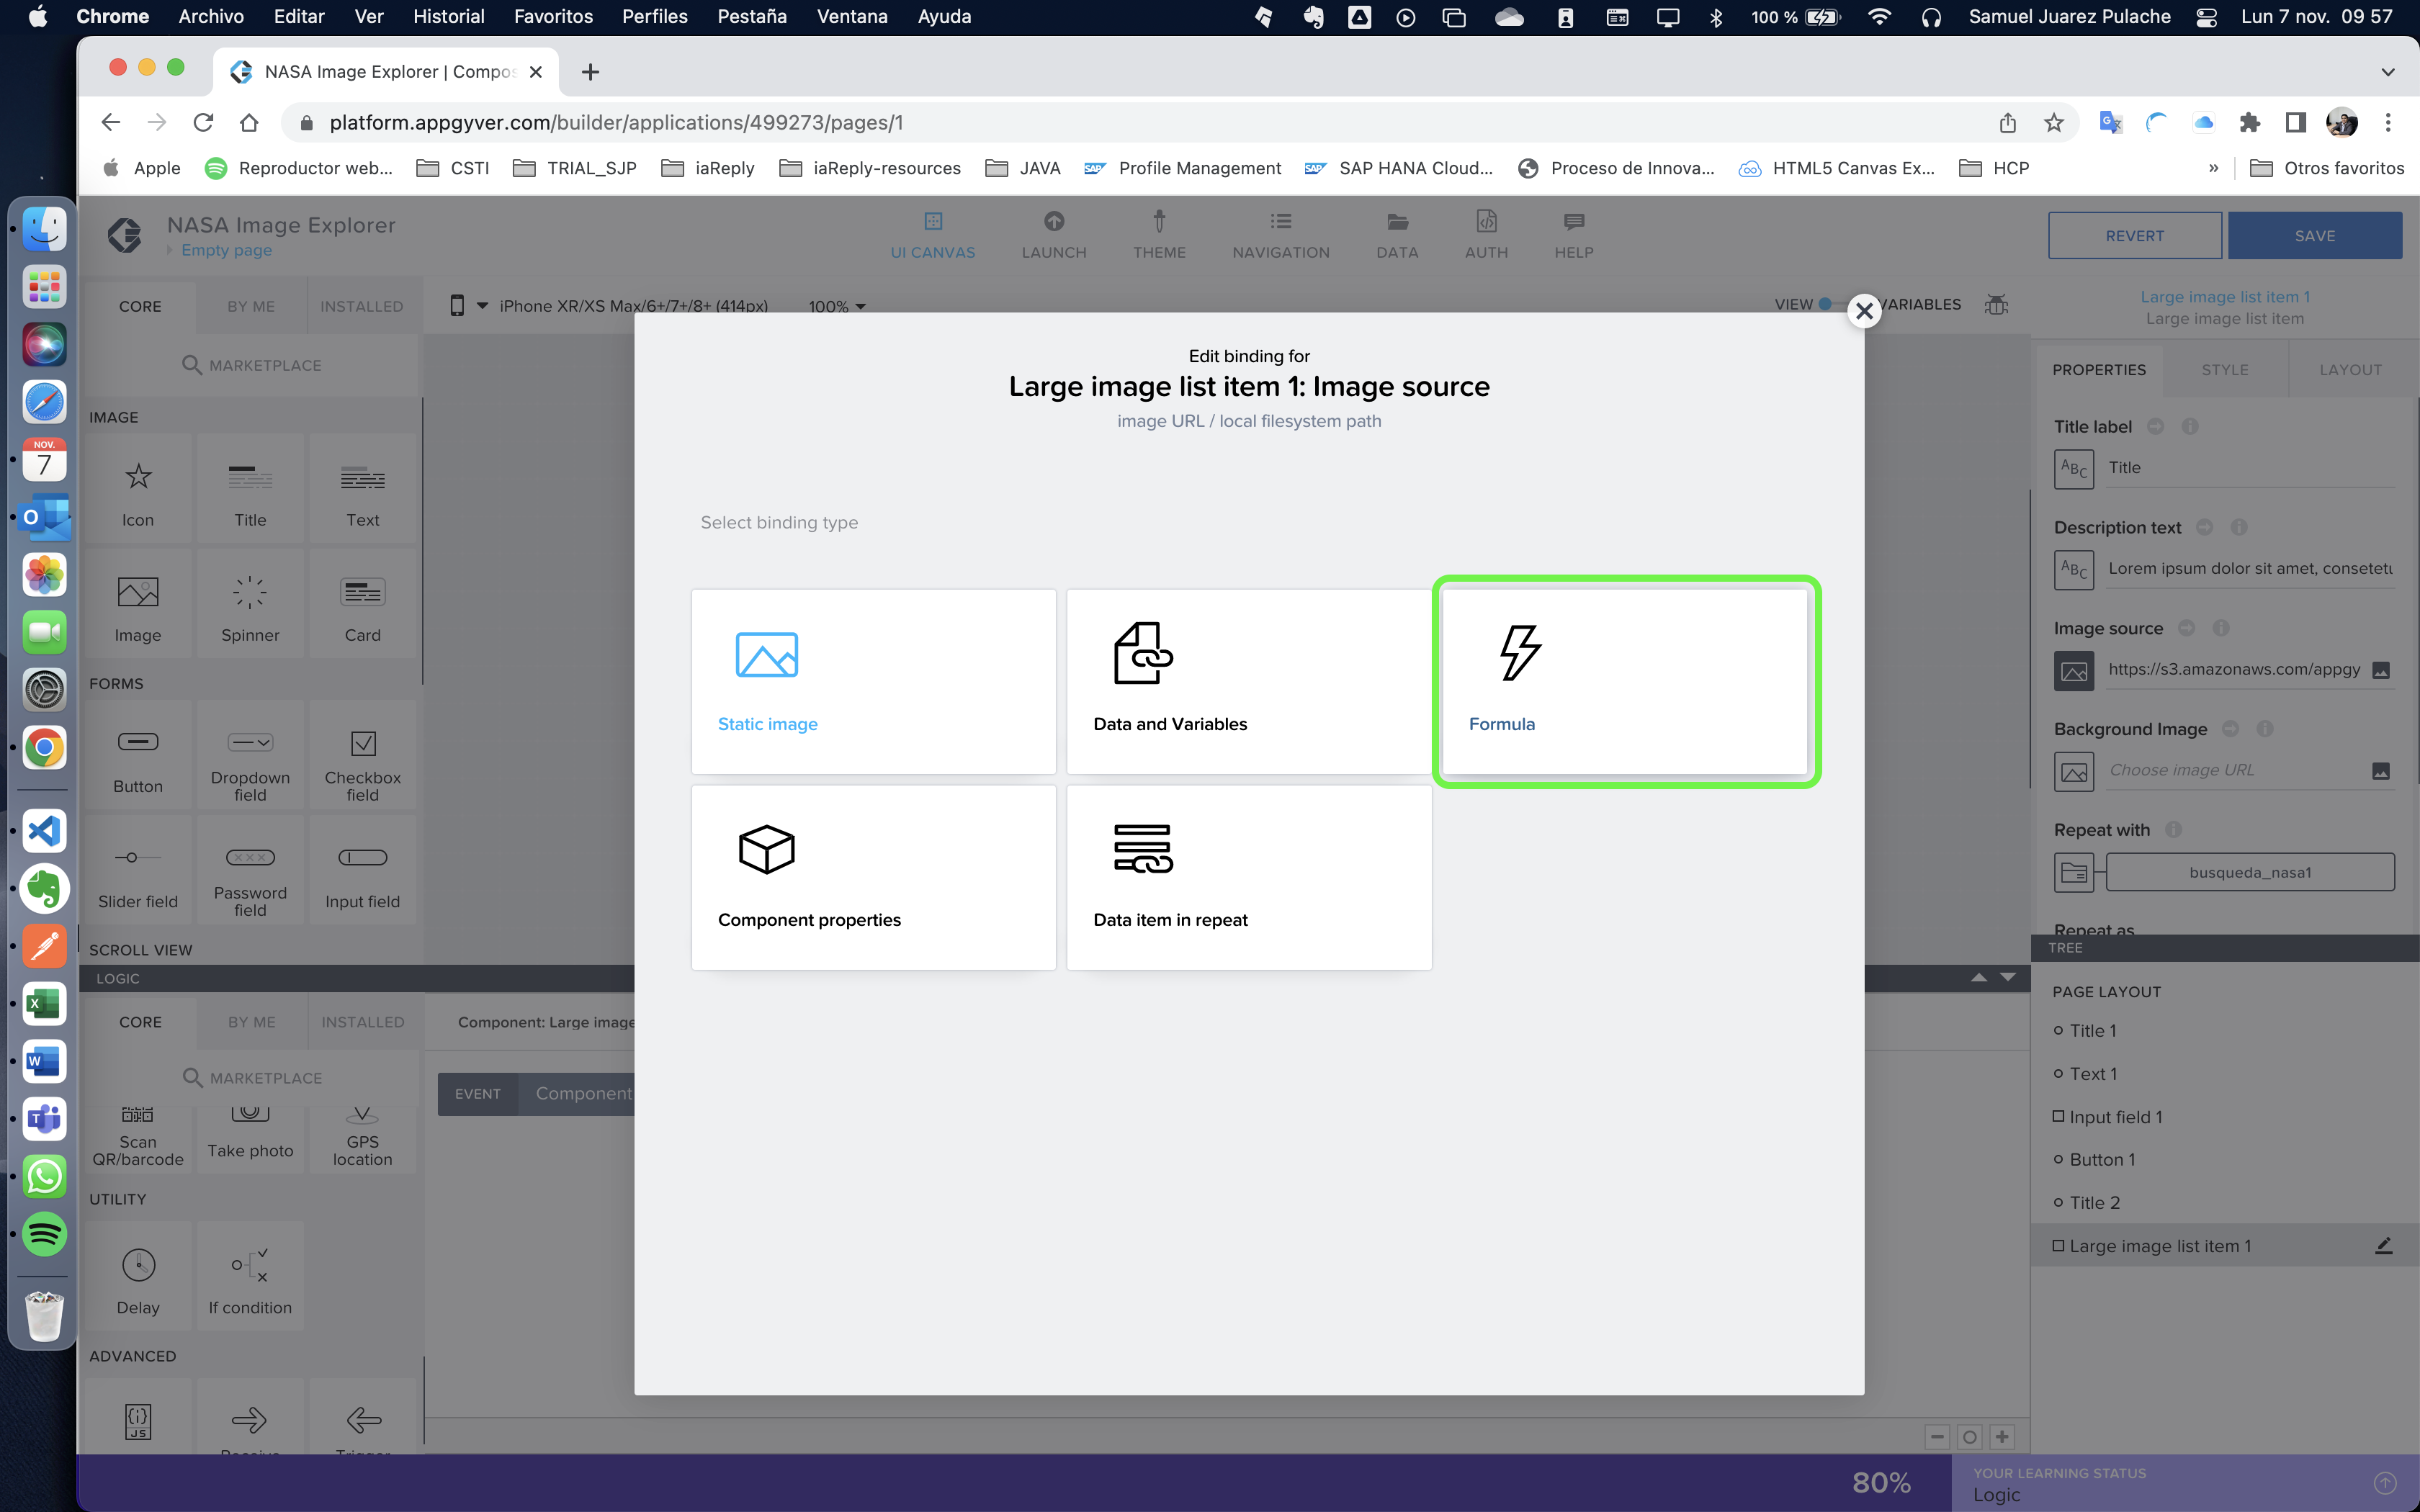 Chrome Archivo Editar Ver Historial Favoritos Perfiles Pestaña Ventana Ayuda 100 % Samuel Juarez Pulache Lun 7 nov. 09 57
NASA Image Explorer | Compos
platform.appgyver.com/builder/applications/499273/pages/1
Apple Reproductor web... CSTI TRIAL_SJP iaReply iaReply-resources JAVA SAP Profile Management SAP SAP HANA Cloud... Proceso de Innova... HTML5 Canvas Ex... HCP » Otros favoritos
NASA Image Explorer
Empty page
UI CANVAS LAUNCH THEME NAVIGATION DATA AUTH HELP
REVERT SAVE
CORE BY ME INSTALLED
iPhone XR/XS Max/6+/7+/8+ (414px) 100%
VIEW VARIABLES
Large image list item 1
Large image list item
MARKETPLACE
IMAGE
Icon Title Text
Image Spinner Card
FORMS
Button Dropdown field Checkbox field
Slider field Password field Input field
SCROLL VIEW
Edit binding for
Large image list item 1: Image source
image URL / local filesystem path
Select binding type
Static image
Data and Variables
Formula
Component properties
Data item in repeat
PROPERTIES STYLE LAYOUT
Title label
ABC Title
Description text
ABC Lorem ipsum dolor sit amet, consetetu
Image source
https://s3.amazonaws.com/appgy
Background Image
Choose image URL
Repeat with
busqueda_nasa1
Repeat as
TREE
PAGE LAYOUT
Title 1
Text 1
Input field 1
Button 1
Title 2
Large image list item 1
LOGIC
CORE BY ME INSTALLED
Component: Large image
MARKETPLACE
EVENT Component
Scan QR/barcode Take photo GPS location
UTILITY
Delay If condition
ADVANCED
JS
NOV.
7
80%
YOUR LEARNING STATUS
Logic